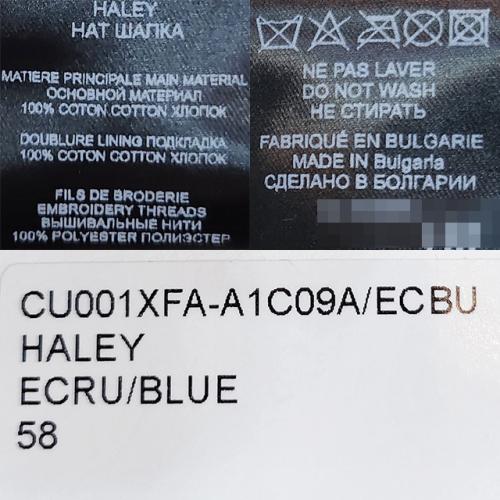 HALEY
HAT ШАПКА
MATIERE PRINCIPALE MAIN MATERIAL
ОСНОВНОЙ МАТЕРИАЛ
100% COTON COTTON ХЛОПОК
DOUBLURE LINING ПОДКЛАДКА
100% COTON COTTON ХЛОПОК
FILS DE BRODERIE
EMBROIDERY THREADS
ВЫШИВАЛЬНЫЕ НИТИ
100% POLYESTER ПОЛИЭСТЕР
NE PAS LAVER
DO NOT WASH
НЕ СТИРАТЬ
FABRIQUÉ EN BULGARIE
MADE IN Bulgaria
СДЕЛАНО В БОЛГАРИИ
CU001XFA-A1C09A/ECBU
HALEY
ECRU/BLUE
58